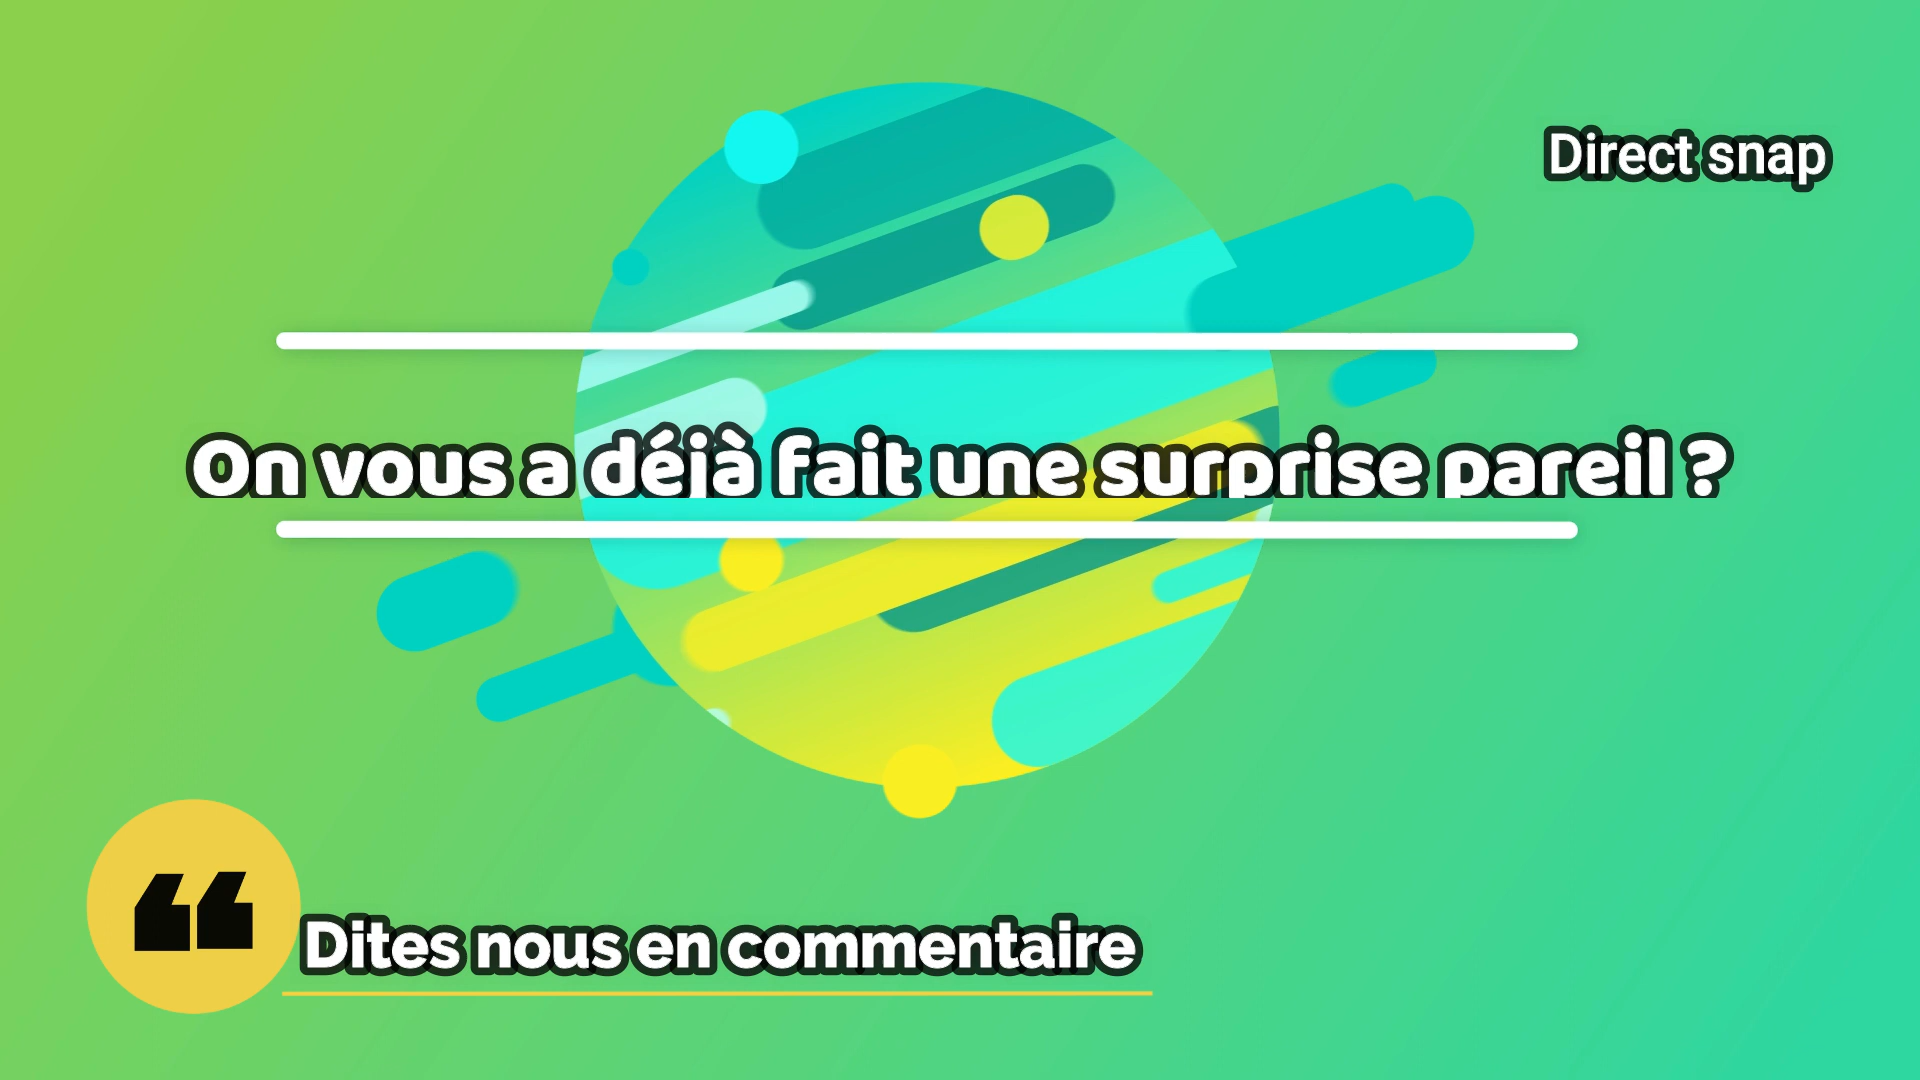 Direct snap
On vous a déjà fait une surprise pareil ?
Dites nous en commentaire